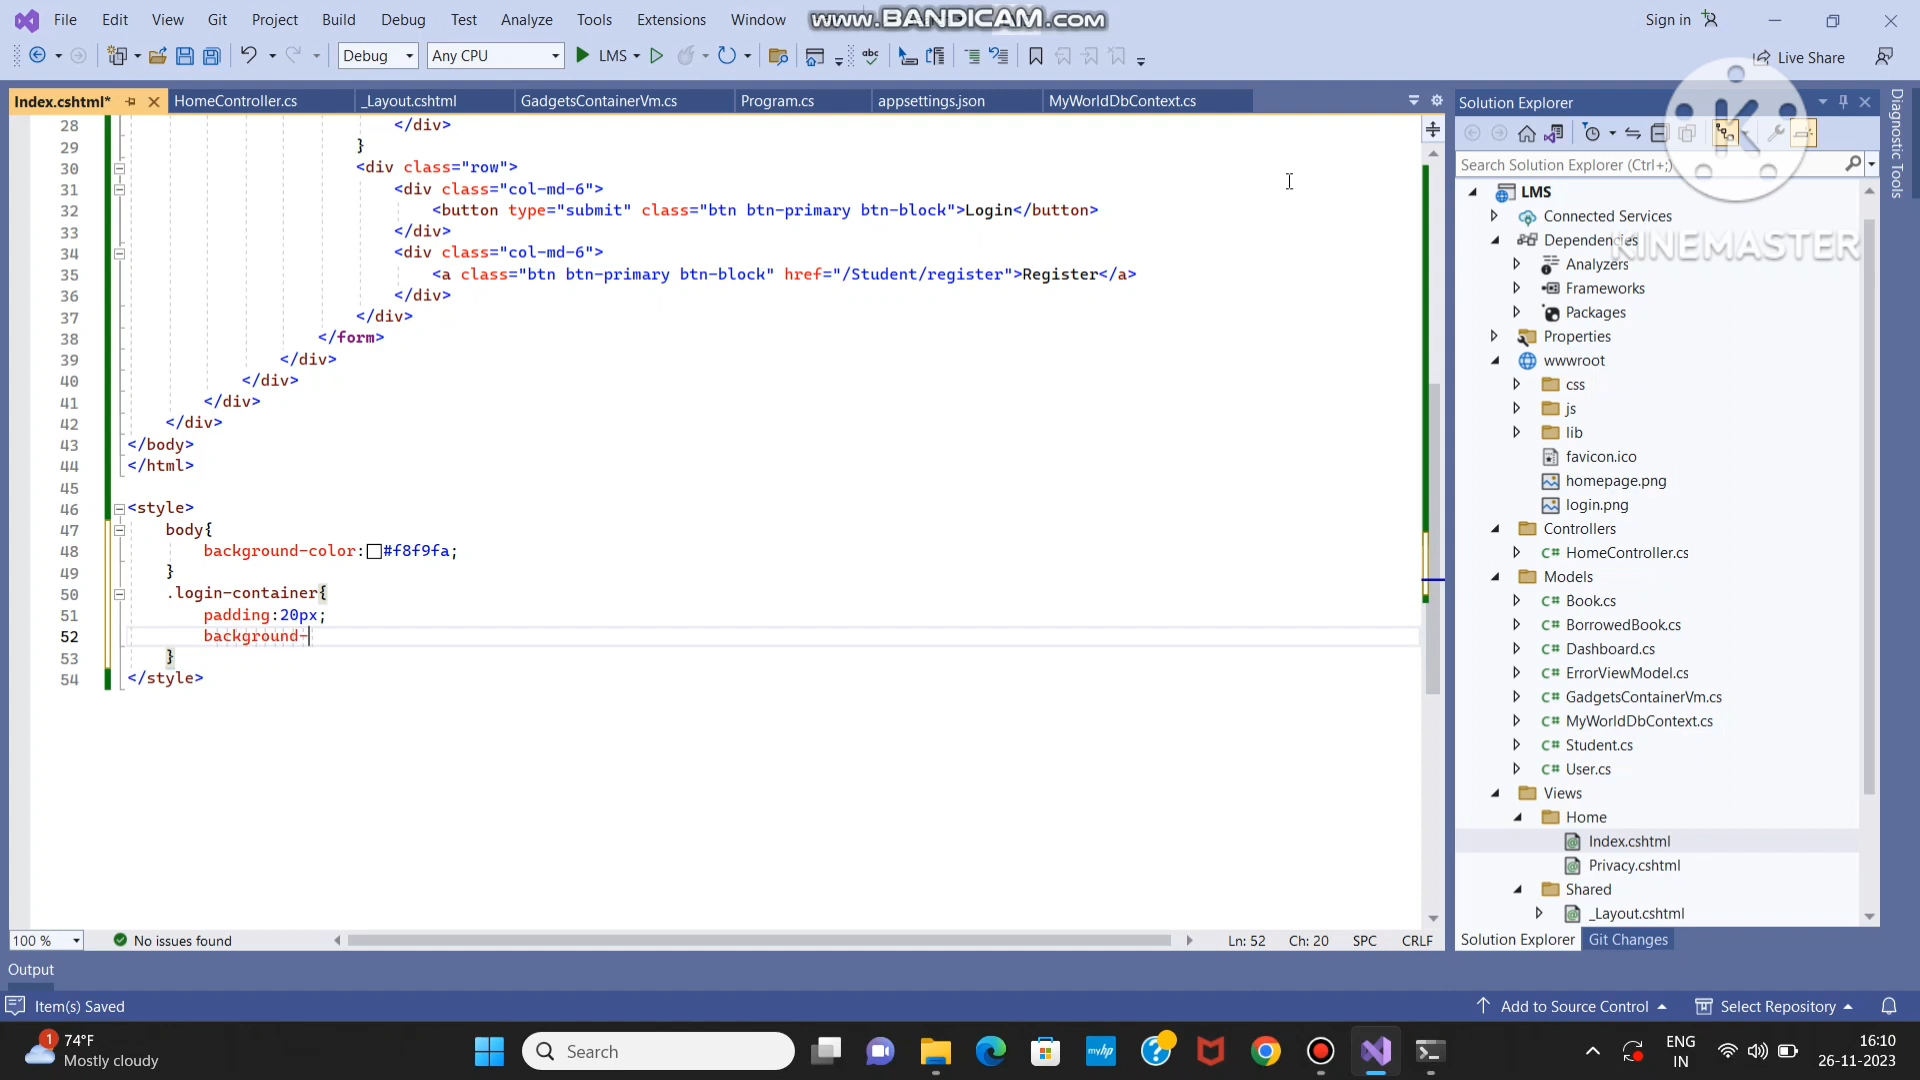 File Edit View Git Project Build Debug Test Analyze Tools Extensions Window
www.BANDICAM.com
Sign in
Debug Any CPU LMS abc Live Share
Index.cshtml* HomeController.cs _Layout.cshtml GadgetsContainerVm.cs Program.cs appsettings.json MyWorldDbContext.cs
28 </div>
29 }
30 <div class="row">
31 <div class="col-md-6">
32 <button type="submit" class="btn btn-primary btn-block">Login</button>
33 </div>
34 <div class="col-md-6">
35 <a class="btn btn-primary btn-block" href="/Student/register">Register</a>
36 </div>
37 </div>
38 </form>
39 </div>
40 </div>
41 </div>
42 </div>
43 </body>
44 </html>
45
46 <style>
47 body{
48 background-color:#f8f9fa;
49 }
50 .login-container{
51 padding:20px;
52 background-
53 }
54 </style>
100 % No issues found Ln: 52 Ch: 20 SPC CRLF
Solution Explorer
Search Solution Explorer (Ctrl+;)
K
KINEMASTER
LMS
Connected Services
Dependencies
Analyzers
Frameworks
Packages
Properties
wwwroot
css
js
lib
favicon.ico
homepage.png
login.png
Controllers
C# HomeController.cs
Models
C# Book.cs
C# BorrowedBook.cs
C# Dashboard.cs
C# ErrorViewModel.cs
C# GadgetsContainerVm.cs
C# MyWorldDbContext.cs
C# Student.cs
C# User.cs
Views
Home
Index.cshtml
Privacy.cshtml
Shared
_Layout.cshtml
Solution Explorer Git Changes
Diagnostic Tools
Output
Item(s) Saved Add to Source Control Select Repository
1 74°F
Mostly cloudy
Search
myhp
ENG
IN
16:10
26-11-2023